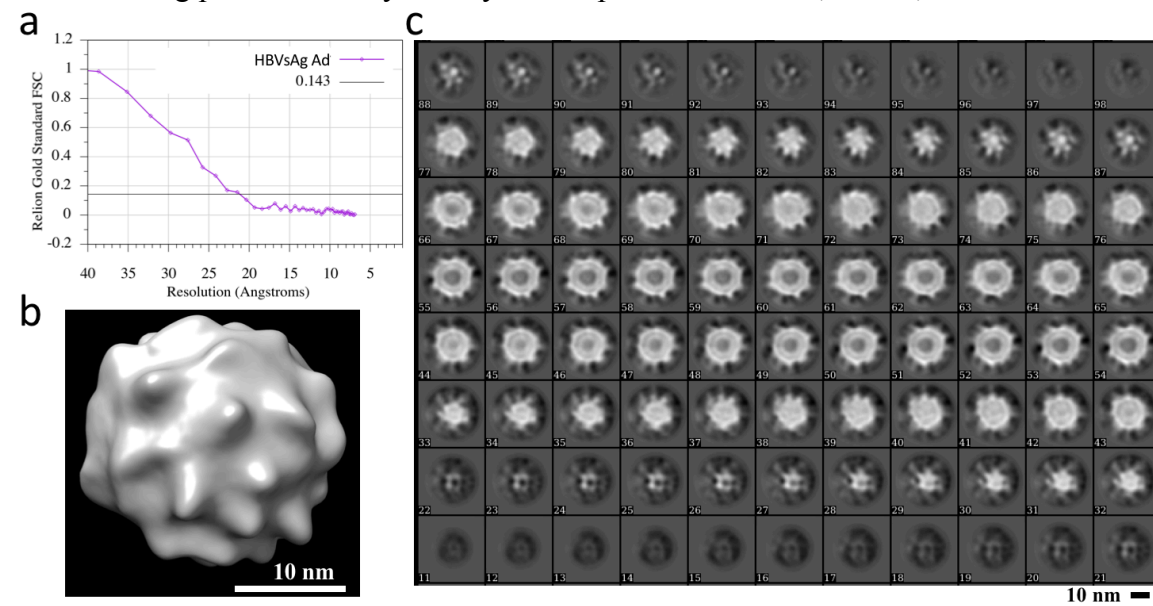 a
Relion Gold Standard FSC
1.2
1
0.8
0.6
0.4
0.2
0
-0.2
HBVsAg Ad
0.143
40 35 30 25 20 15 10 5
Resolution (Angstroms)
b
10 nm
c
88 89 90 91 92 93 94 95 96 97 98
77 78 79 80 81 82 83 84 85 86 87
66 67 68 69 70 71 72 73 74 75 76
55 56 57 58 59 60 61 62 63 64 65
44 45 46 47 48 49 50 51 52 53 54
33 34 35 36 37 38 39 40 41 42 43
22 23 24 25 26 27 28 29 30 31 32
11 12 13 14 15 16 17 18 19 20 21
10 nm